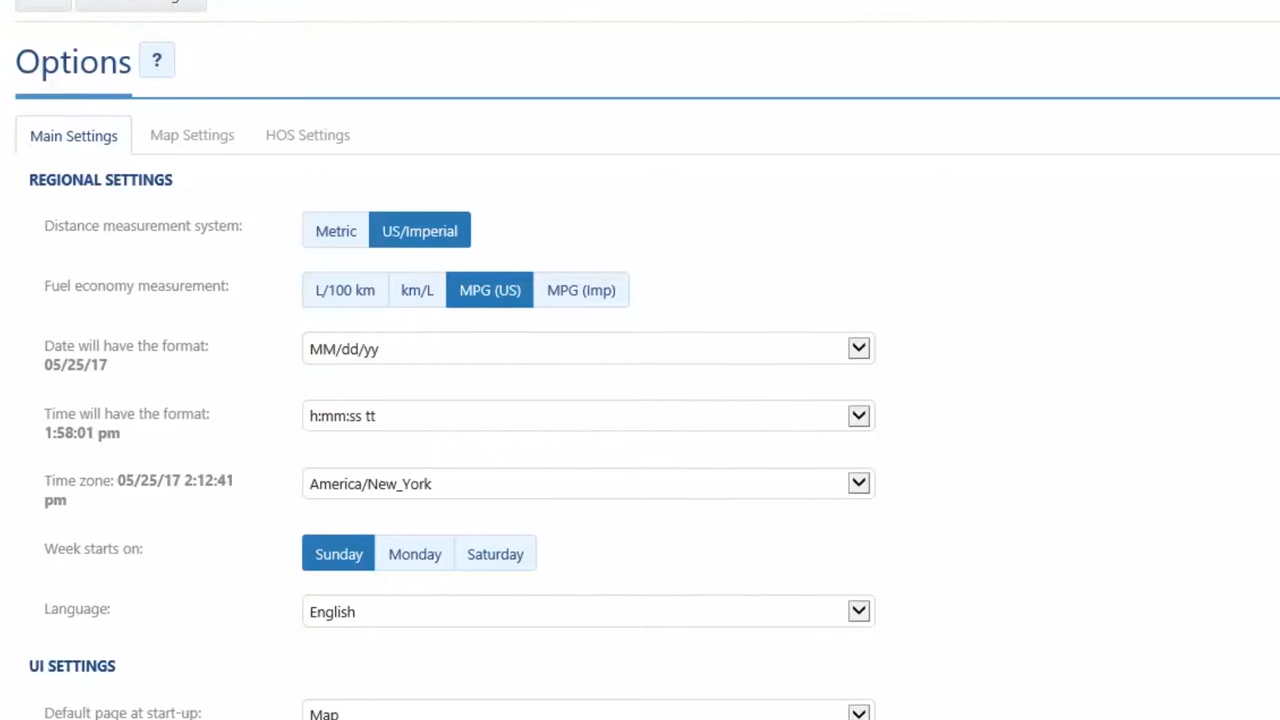 Options ?
Main Settings Map Settings HOS Settings
REGIONAL SETTINGS
Distance measurement system: Metric US/Imperial
Fuel economy measurement: L/100 km km/L MPG (US) MPG (Imp)
Date will have the format: MM/dd/yy
05/25/17
Time will have the format: h:mm:ss tt
1:58:01 pm
Time zone: 05/25/17 2:12:41 America/New_York
pm
Week starts on: Sunday Monday Saturday
Language: English
UI SETTINGS
Default page at start-up: Map